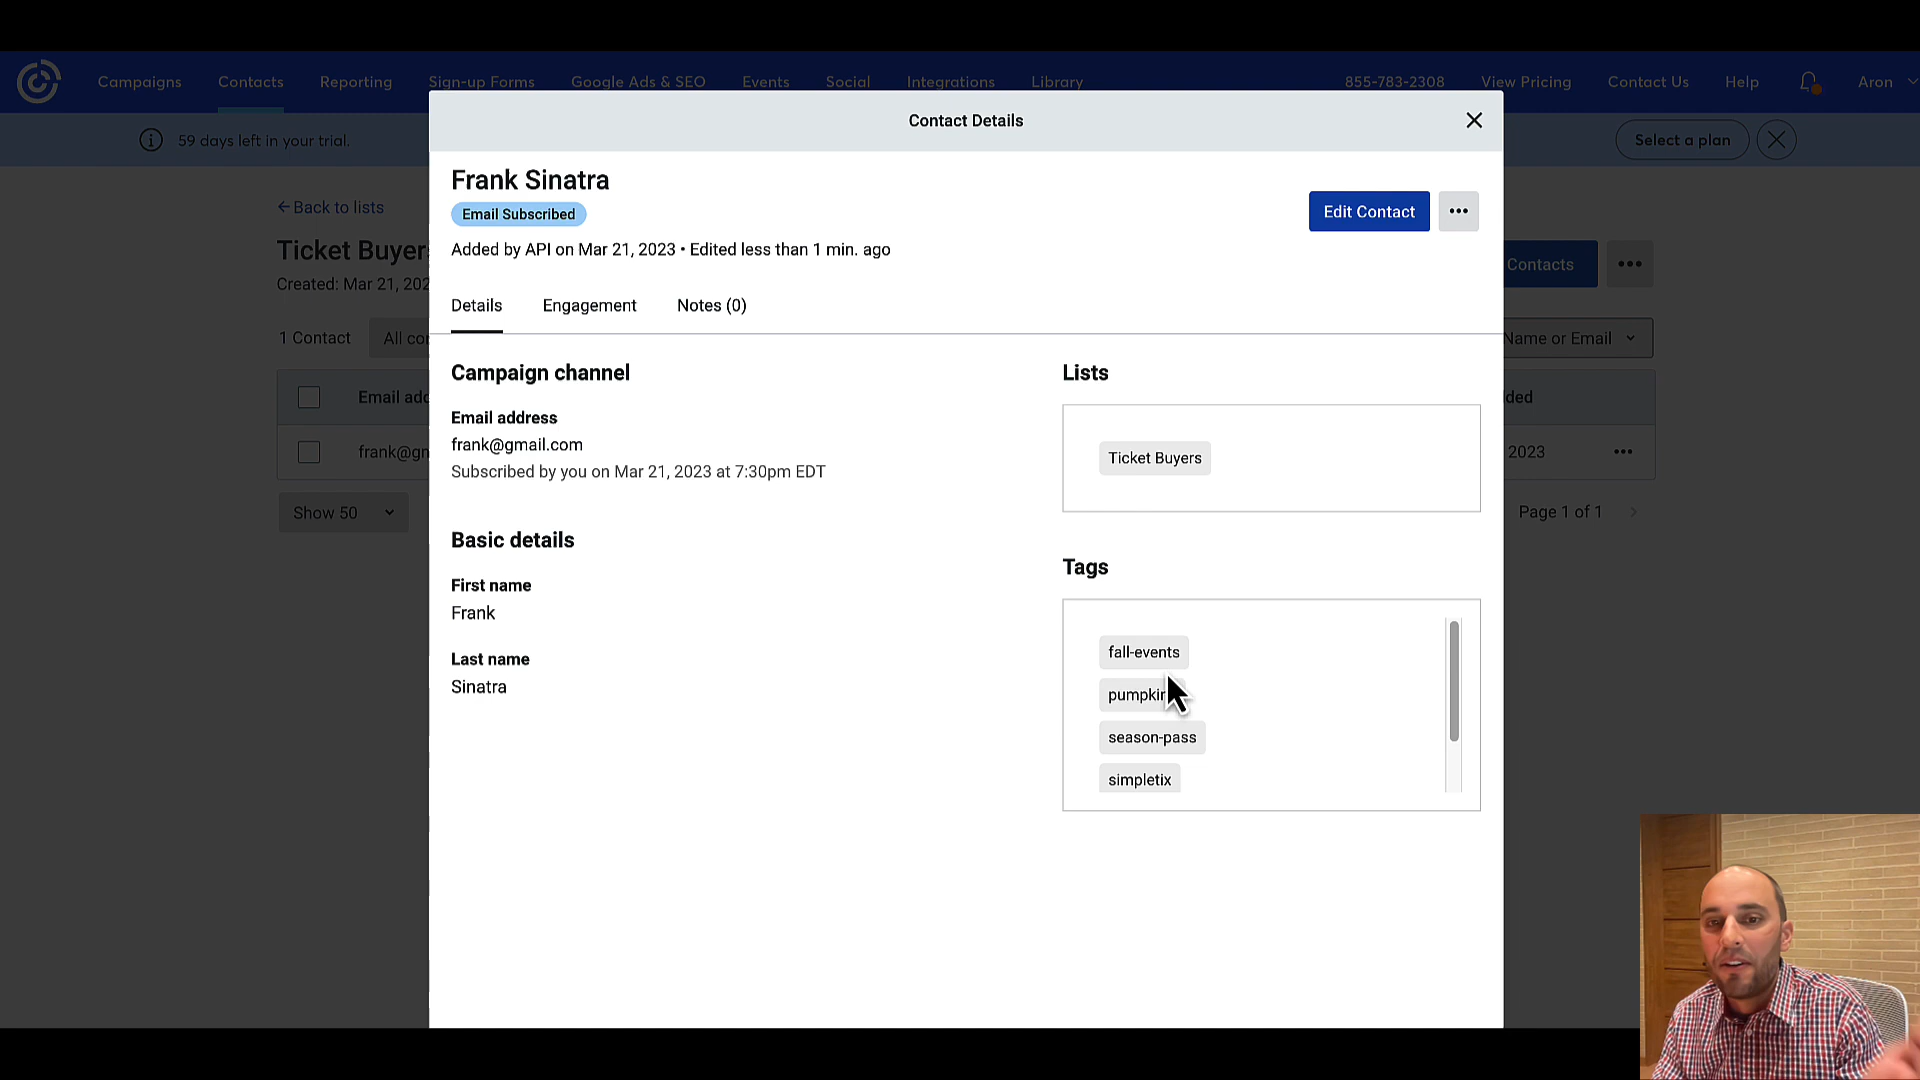 Campaigns Contacts Reporting Sign-up Forms Google Ads & SEO Events Social Integrations Library 855-783-2308 View Pricing Contact Us Help Aron
59 days left in your trial. Select a plan
Contact Details
Frank Sinatra
Email Subscribed
Added by API on Mar 21, 2023 • Edited less than 1 min. ago
Edit Contact
Details Engagement Notes (0)
Campaign channel
Email address
frank@gmail.com
Subscribed by you on Mar 21, 2023 at 7:30pm EDT
Basic details
First name
Frank
Last name
Sinatra
Lists
Ticket Buyers
Tags
fall-events
season-pass
simpletix
← Back to lists
Ticket Buyer
Created: Mar 21, 202
Contacts
1 Contact All co
Name or Email
Email add
ded
frank@gm
2023
Show 50
Page 1 of 1